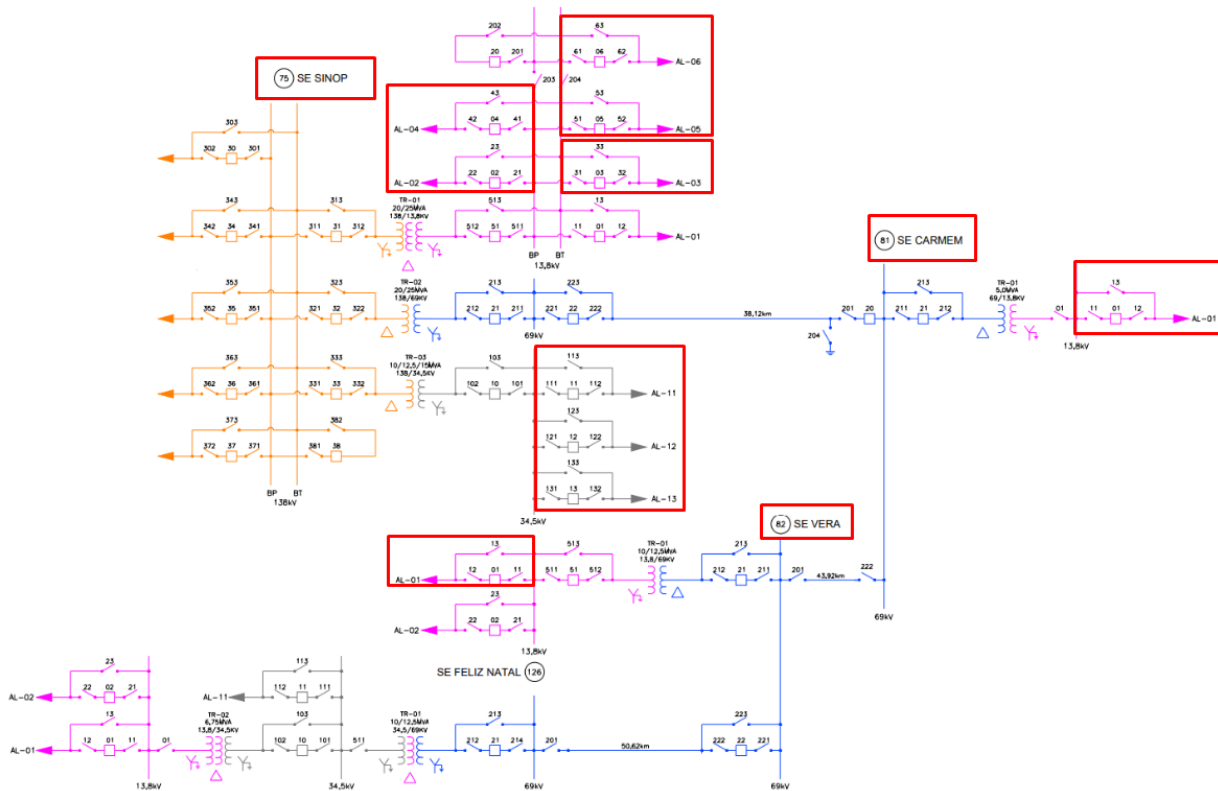 202
63
20 201
61 06 62
AL-06
75 SE SINOP
203 204
43
53
303
AL-04
42 04 41
51 05 52
AL-05
302 30 301
23
33
AL-02
22 02 21
31 03 32
AL-03
343 313
TR-01
20/25MVA
138/13,8KV
513
13
342 34 341
311 31 312
512 51 511
11 01 12
AL-01
81 SE CARMEM
BP BT
13,8kV
353 323
TR-02
20/25MVA
138/69KV
213
223
213
TR-01
5,0MVA
69/13,8KV
13
352 35 351
321 32 322
212 21 211
221 22 222
38,12km
201 20
211 21 212
01
11 01 12
AL-01
204
69kV
13,8kV
363 333
TR-03
10/12,5/15MVA
138/34,5KV
103
113
362 36 361
331 33 332
102 10 101
111 11 112
AL-11
373 382
123
372 37 371
381 38
121 12 122
AL-12
133
BP BT
138kV
131 13 132
AL-13
34,5kV
82 SE VERA
13
513
TR-01
10/12,5MVA
13,8/69KV
213
AL-01
12 01 11
511 51 512
212 21 211
201
43,92km
222
23
AL-02
22 02 21
69kV
13,8kV
SE FELIZ NATAL 126
23
113
AL-02
22 02 21
AL-11
112 11 111
13
TR-02
6,75MVA
13,8/34,5KV
103
TR-01
10/12,5MVA
34,5/69KV
213
223
AL-01
12 01 11
01
102 10 101
511
212 21 214
201
50,62km
222 22 221
13,8kV
34,5kV
69kV
69kV